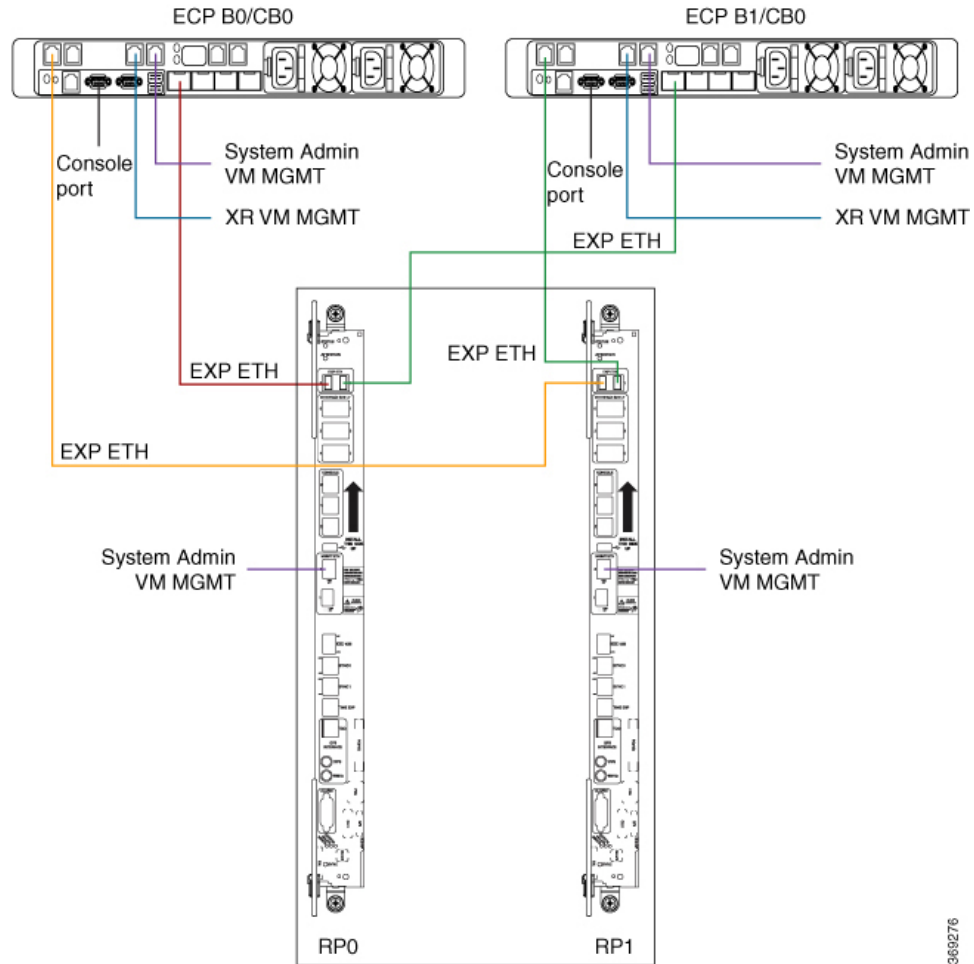 ECP B0/CB0
ECP B1/CB0
Console
port
System Admin
VM MGMT
XR VM MGMT
Console
port
System Admin
VM MGMT
XR VM MGMT
EXP ETH
EXP ETH
EXP ETH
EXP ETH
System Admin
VM MGMT
System Admin
VM MGMT
RP0
RP1
369276